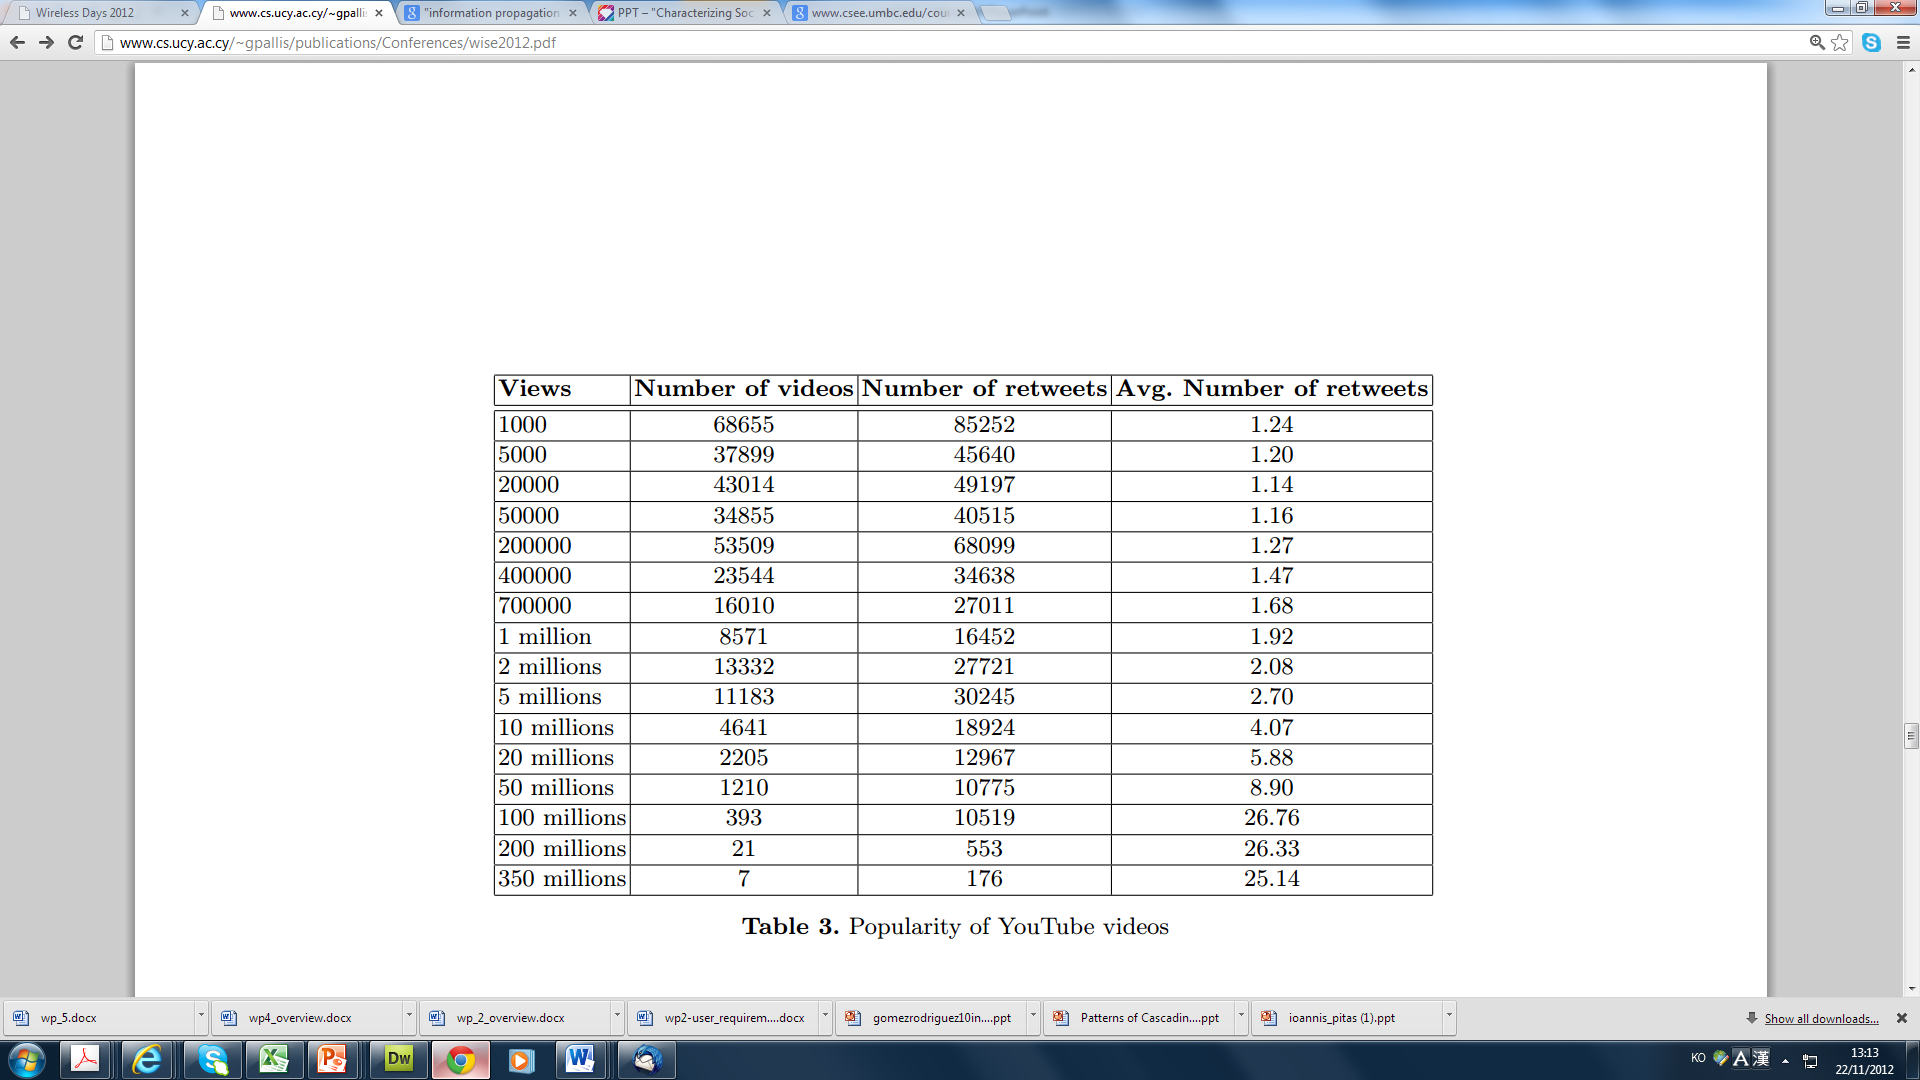 Wireless Days 2012
www.cs.ucy.ac.cy/~gpalli
"information propagation
PPT – "Characterizing Soc
www.csee.umbc.edu/cou
www.cs.ucy.ac.cy/~gpallis/publications/Conferences/wise2012.pdf
Views Number of videos Number of retweets Avg. Number of retweets
1000 68655 85252 1.24
5000 37899 45640 1.20
20000 43014 49197 1.14
50000 34855 40515 1.16
200000 53509 68099 1.27
400000 23544 34638 1.47
700000 16010 27011 1.68
1 million 8571 16452 1.92
2 millions 13332 27721 2.08
5 millions 11183 30245 2.70
10 millions 4641 18924 4.07
20 millions 2205 12967 5.88
50 millions 1210 10775 8.90
100 millions 393 10519 26.76
200 millions 21 553 26.33
350 millions 7 176 25.14
Table 3. Popularity of YouTube videos
wp_5.docx
wp4_overview.docx
wp_2_overview.docx
wp2-user_requirem....docx
gomezrodriguez10in....ppt
Patterns of Cascadin....ppt
ioannis_pitas (1).ppt
Show all downloads...
Dw
KO A 漢
13:13
22/11/2012